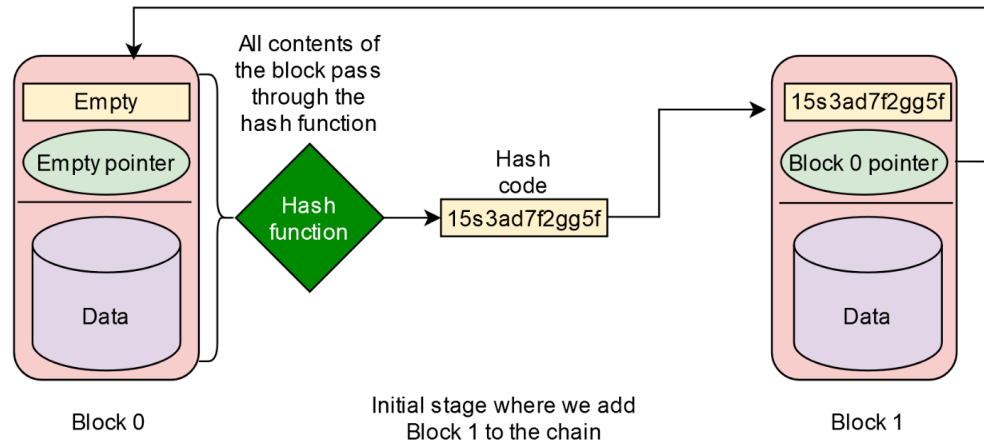 Empty
Empty pointer
Data
Block 0
All contents of
the block pass
through the
hash function
Hash
function
Hash
code
15s3ad7f2gg5f
Initial stage where we add
Block 1 to the chain
15s3ad7f2gg5f
Block 0 pointer
Data
Block 1